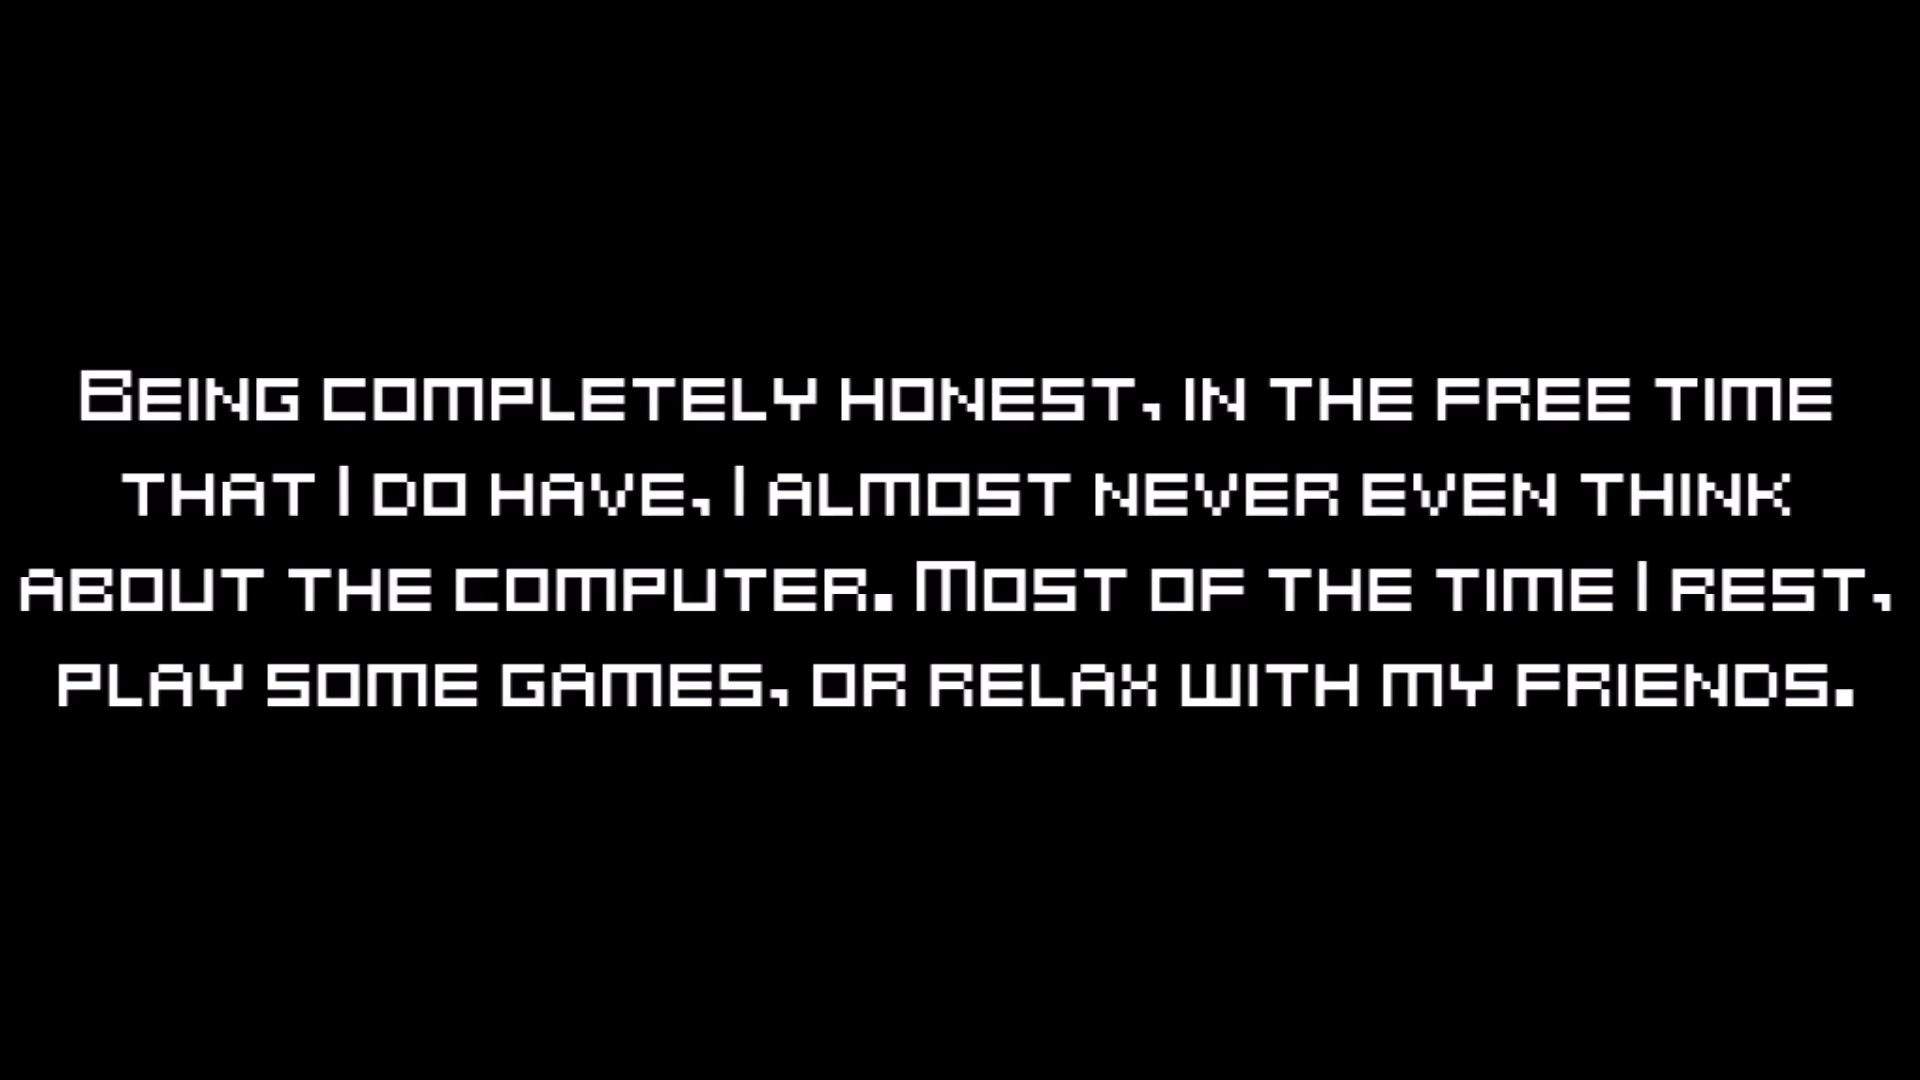 Being completely honest, in the free time
that I do have, I almost never even think
about the computer. Most of the time I rest,
play some games, or relax with my friends.